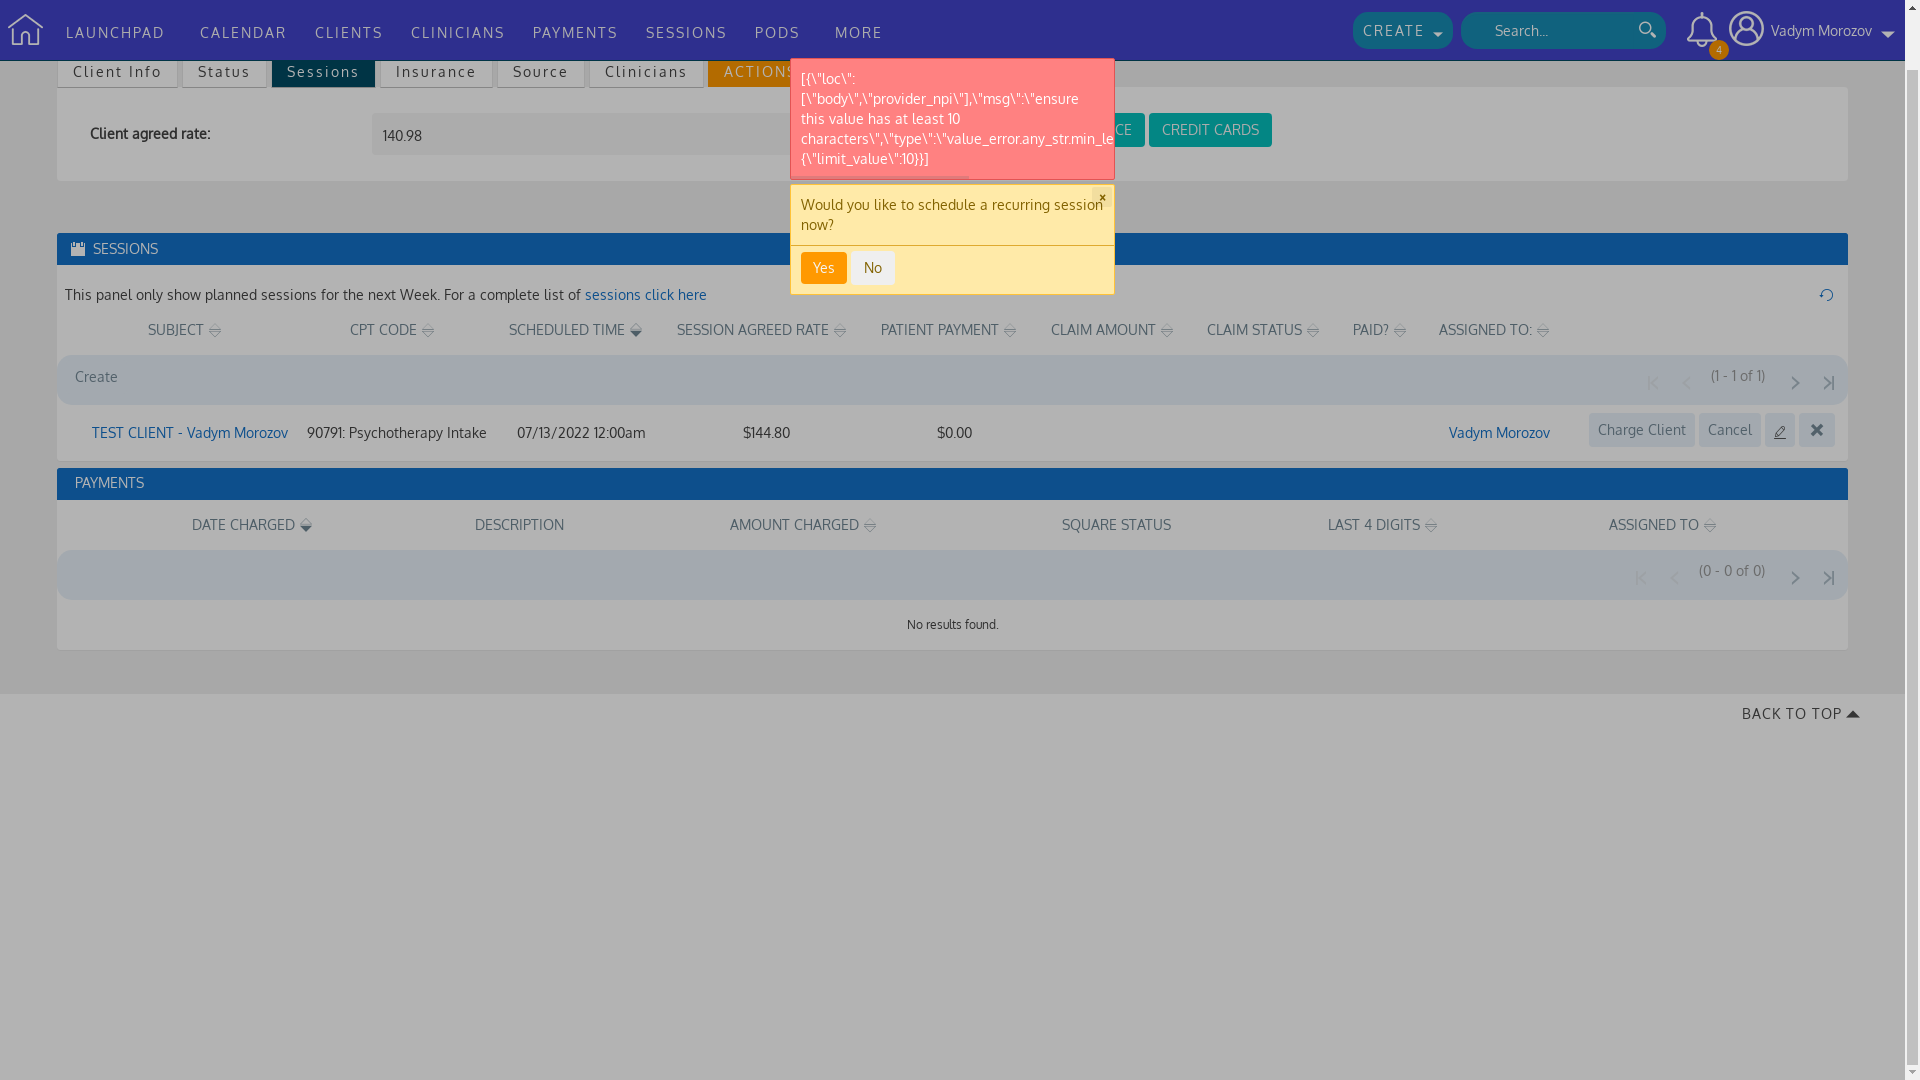 LAUNCHPAD CALENDAR CLIENTS CLINICIANS PAYMENTS SESSIONS PODS MORE CREATE Search... 4 Vadym Morozov
Client Info Status Sessions Insurance Source Clinicians ACTIONS
[{\"loc\":
[\"body\",\"provider_npi\"],\"msg\":\"ensure
this value has at least 10
characters\",\"type\":\"value_error.any_str.min_le
{\"limit_value\":10}}]
Client agreed rate: 140.98 CE CREDIT CARDS
x
Would you like to schedule a recurring session
now?
Yes No
SESSIONS
This panel only show planned sessions for the next Week. For a complete list of sessions click here
SUBJECT CPT CODE SCHEDULED TIME SESSION AGREED RATE PATIENT PAYMENT CLAIM AMOUNT CLAIM STATUS PAID? ASSIGNED TO:
Create (1 - 1 of 1)
TEST CLIENT - Vadym Morozov 90791: Psychotherapy Intake 07/13/2022 12:00am $144.80 $0.00 Vadym Morozov Charge Client Cancel
PAYMENTS
DATE CHARGED DESCRIPTION AMOUNT CHARGED SQUARE STATUS LAST 4 DIGITS ASSIGNED TO
(0 - 0 of 0)
No results found.
BACK TO TOP